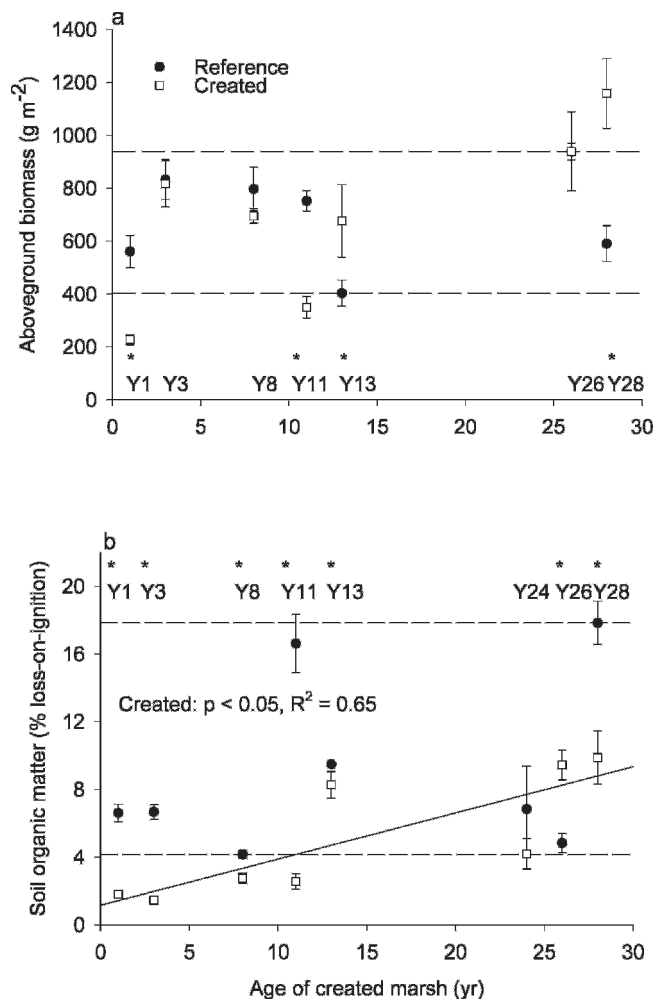 a
1400
1200
1000
800
600
400
200
0
Aboveground biomass (g m-2)
Reference
Created
* * * *
Y1 Y3 Y8 Y11 Y13 Y26 Y28
0 5 10 15 20 25 30
b
* * * * * * *
Y1 Y3 Y8 Y11 Y13 Y24 Y26 Y28
20
16
12
8
4
0
Soil organic matter (% loss-on-ignition)
Created: p < 0.05, R2 = 0.65
0 5 10 15 20 25 30
Age of created marsh (yr)